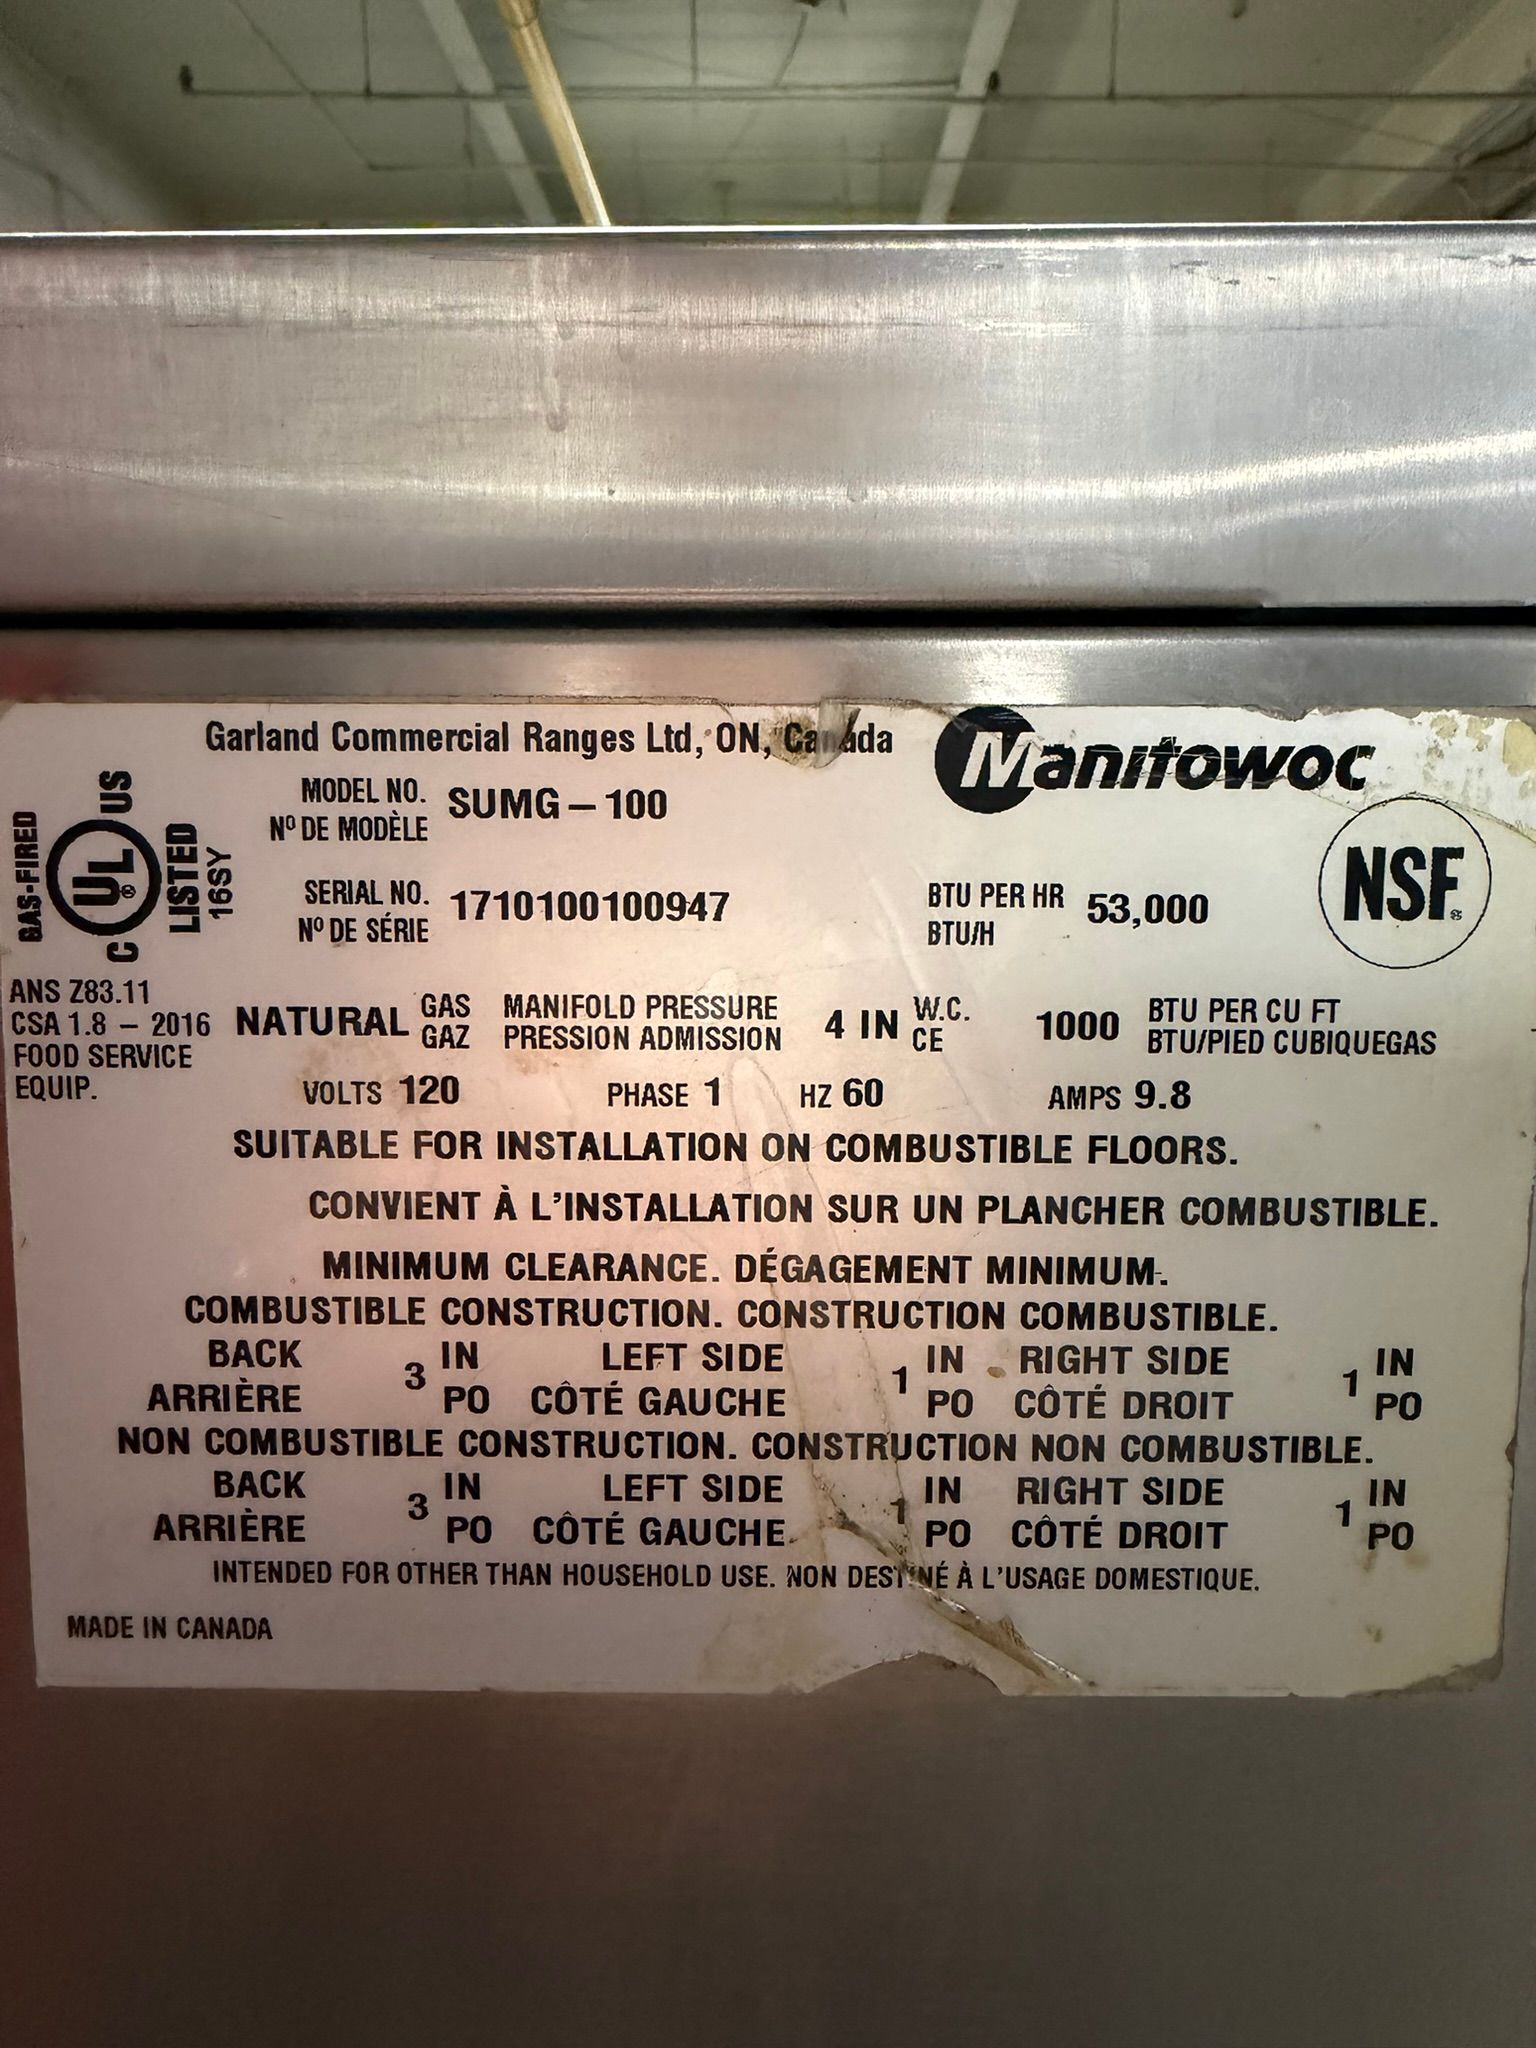 Garland Commercial Ranges Ltd, ON, Canada
Manitowoc
GAS-FIRED
C UL US
®
LISTED
16SY
MODEL NO.
Nº DE MODÈLE
SUMG – 100
SERIAL NO.
Nº DE SÉRIE
1710100100947
BTU PER HR
BTU/H
53,000
NSF®
ANS Z83.11
CSA 1.8 – 2016
FOOD SERVICE
EQUIP.
NATURAL
GAS
GAZ
MANIFOLD PRESSURE
PRESSION ADMISSION
4 IN
W.C.
CE
1000
BTU PER CU FT
BTU/PIED CUBIQUEGAS
VOLTS 120 PHASE 1 HZ 60 AMPS 9.8
SUITABLE FOR INSTALLATION ON COMBUSTIBLE FLOORS.
CONVIENT À L'INSTALLATION SUR UN PLANCHER COMBUSTIBLE.
MINIMUM CLEARANCE. DÉGAGEMENT MINIMUM.
COMBUSTIBLE CONSTRUCTION. CONSTRUCTION COMBUSTIBLE.
BACK 3 IN LEFT SIDE 1 IN RIGHT SIDE 1 IN
ARRIÈRE PO CÔTÉ GAUCHE PO CÔTÉ DROIT PO
NON COMBUSTIBLE CONSTRUCTION. CONSTRUCTION NON COMBUSTIBLE.
BACK 3 IN LEFT SIDE 1 IN RIGHT SIDE 1 IN
ARRIÈRE PO CÔTÉ GAUCHE PO CÔTÉ DROIT PO
INTENDED FOR OTHER THAN HOUSEHOLD USE. NON DESTINÉ À L'USAGE DOMESTIQUE.
MADE IN CANADA